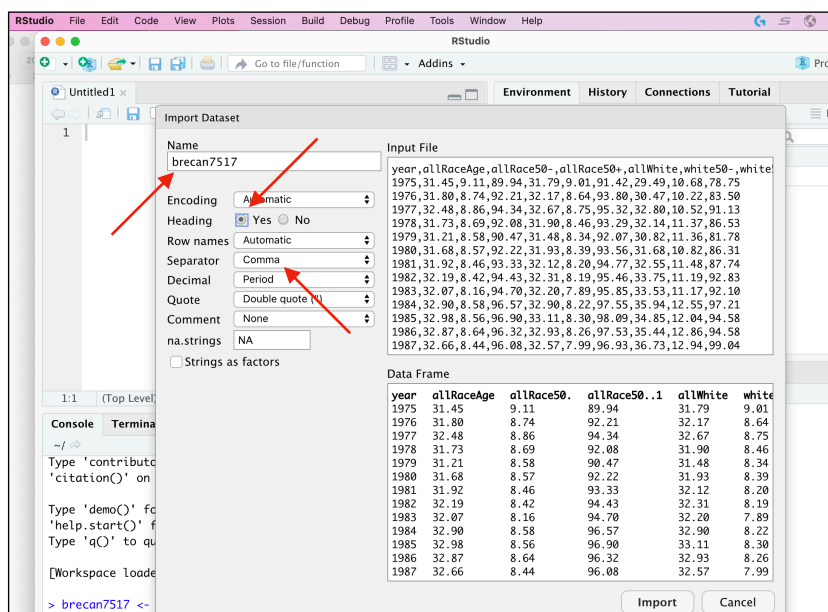 RStudio File Edit Code View Plots Session Build Debug Profile Tools Window Help
RStudio
Go to file/function
Addins
Untitled1
Environment History Connections Tutorial
1
Import Dataset
Name
brecan7517
Encoding Automatic
Heading Yes No
Row names Automatic
Separator Comma
Decimal Period
Quote Double quote (")
Comment None
na.strings NA
Strings as factors
Input File
year,allRaceAge,allRace50-,allRace50+,allWhite,white50-,white
1975,31.45,9.11,89.94,31.79,9.01,91.42,29.49,10.68,78.75
1976,31.80,8.74,92.21,32.17,8.64,93.80,30.47,10.22,83.50
1977,32.48,8.86,94.34,32.67,8.75,95.32,32.80,10.52,91.13
1978,31.73,8.69,92.08,31.90,8.46,93.29,32.14,11.37,86.53
1979,31.21,8.58,90.47,31.48,8.34,92.07,30.82,11.36,81.78
1980,31.68,8.57,92.22,31.93,8.39,93.56,31.68,10.82,86.31
1981,31.92,8.46,93.33,32.12,8.20,94.77,32.55,11.48,87.74
1982,32.19,8.42,94.43,32.31,8.19,95.46,33.75,11.19,92.83
1983,32.07,8.16,94.70,32.20,7.89,95.85,33.53,11.17,92.10
1984,32.90,8.58,96.57,32.90,8.22,97.55,35.94,12.55,97.21
1985,32.98,8.56,96.90,33.11,8.30,98.09,34.85,12.04,94.58
1986,32.87,8.64,96.32,32.93,8.26,97.53,35.44,12.86,94.58
1987,32.66,8.44,96.08,32.57,7.99,96.93,36.73,12.94,99.04
Data Frame
year allRaceAge allRace50. allRace50..1 allWhite white
1975 31.45 9.11 89.94 31.79 9.01
1976 31.80 8.74 92.21 32.17 8.64
1977 32.48 8.86 94.34 32.67 8.75
1978 31.73 8.69 92.08 31.90 8.46
1979 31.21 8.58 90.47 31.48 8.34
1980 31.68 8.57 92.22 31.93 8.39
1981 31.92 8.46 93.33 32.12 8.20
1982 32.19 8.42 94.43 32.31 8.19
1983 32.07 8.16 94.70 32.20 7.89
1984 32.90 8.58 96.57 32.90 8.22
1985 32.98 8.56 96.90 33.11 8.30
1986 32.87 8.64 96.32 32.93 8.26
1987 32.66 8.44 96.08 32.57 7.99
Import Cancel
1:1 (Top Level)
Console Termina
~/
Type 'contributo
'citation()' on
Type 'demo()' fo
'help.start()' f
Type 'q()' to qu
[Workspace loade
> brecan7517 <-